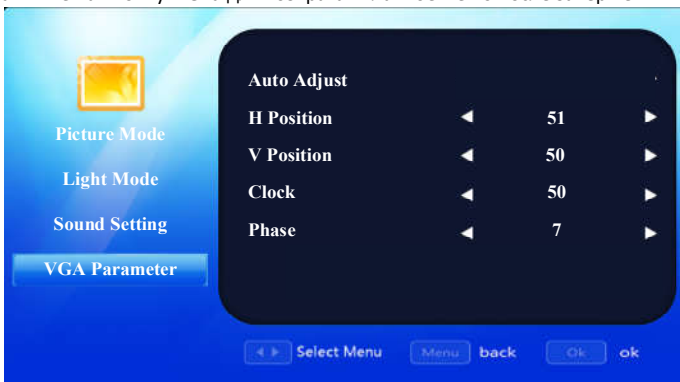 Auto Adjust
H Position 51
V Position 50
Clock 50
Phase 7
Picture Mode
Light Mode
Sound Setting
VGA Parameter
Select Menu Menu back Ok ok